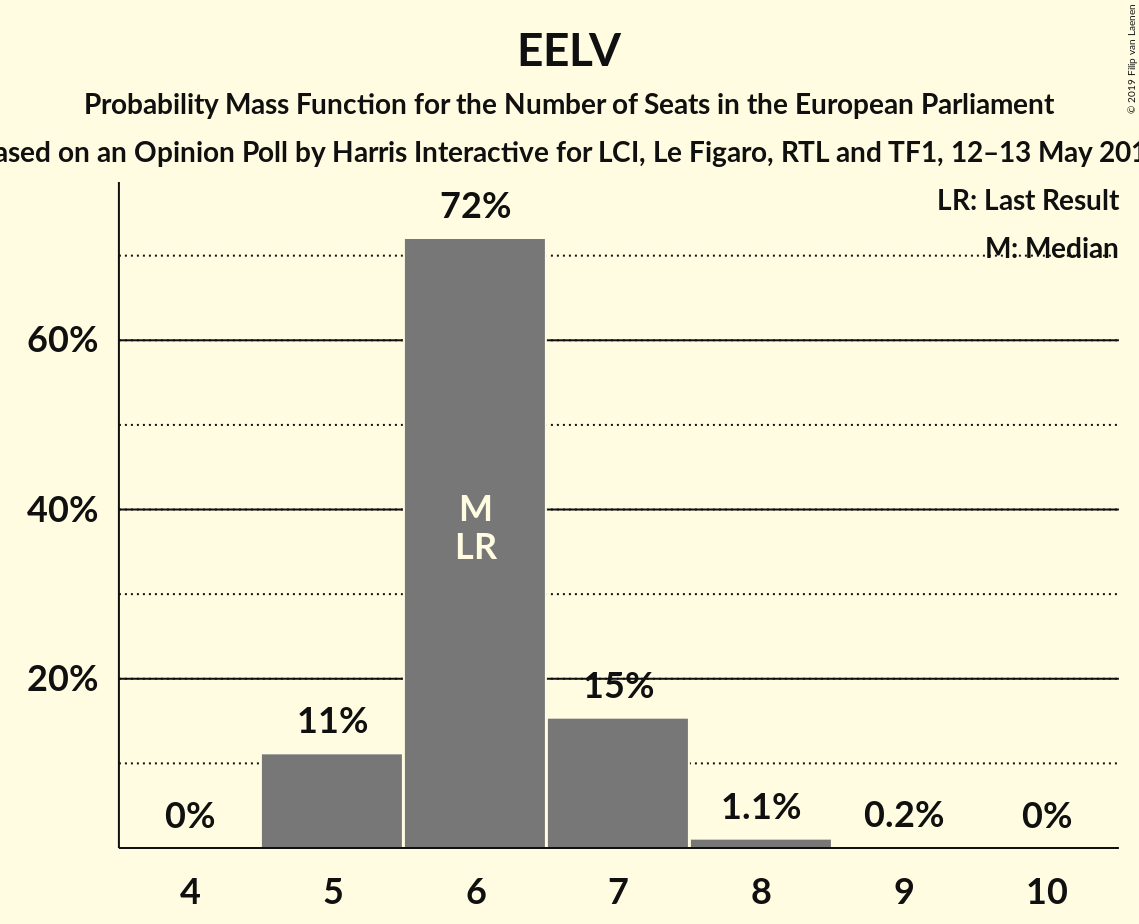 EELV
Probability Mass Function for the Number of Seats in the European Parliament
ased on an Opinion Poll by Harris Interactive for LCI, Le Figaro, RTL and TF1, 12–13 May 201
© 2019 Filip van Laenen
LR: Last Result
M: Median
72%
60%
40%
20%
M
LR
15%
11%
0%
1.1%
0.2%
0%
4 5 6 7 8 9 10